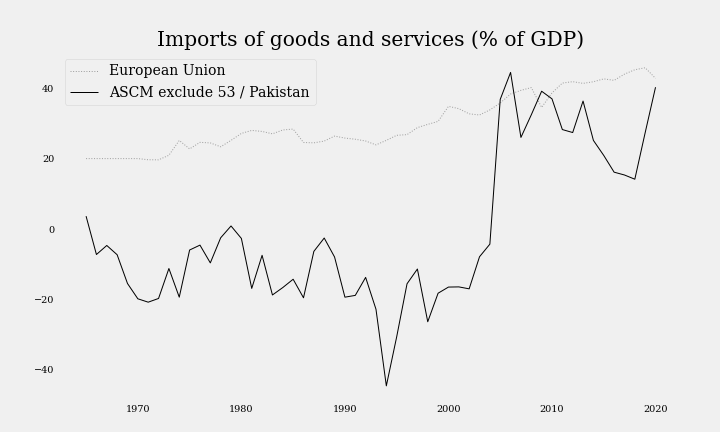 Imports of goods and services (% of GDP)
European Union
ASCM exclude 53 / Pakistan
40
20
0
−20
−40
1970 1980 1990 2000 2010 2020